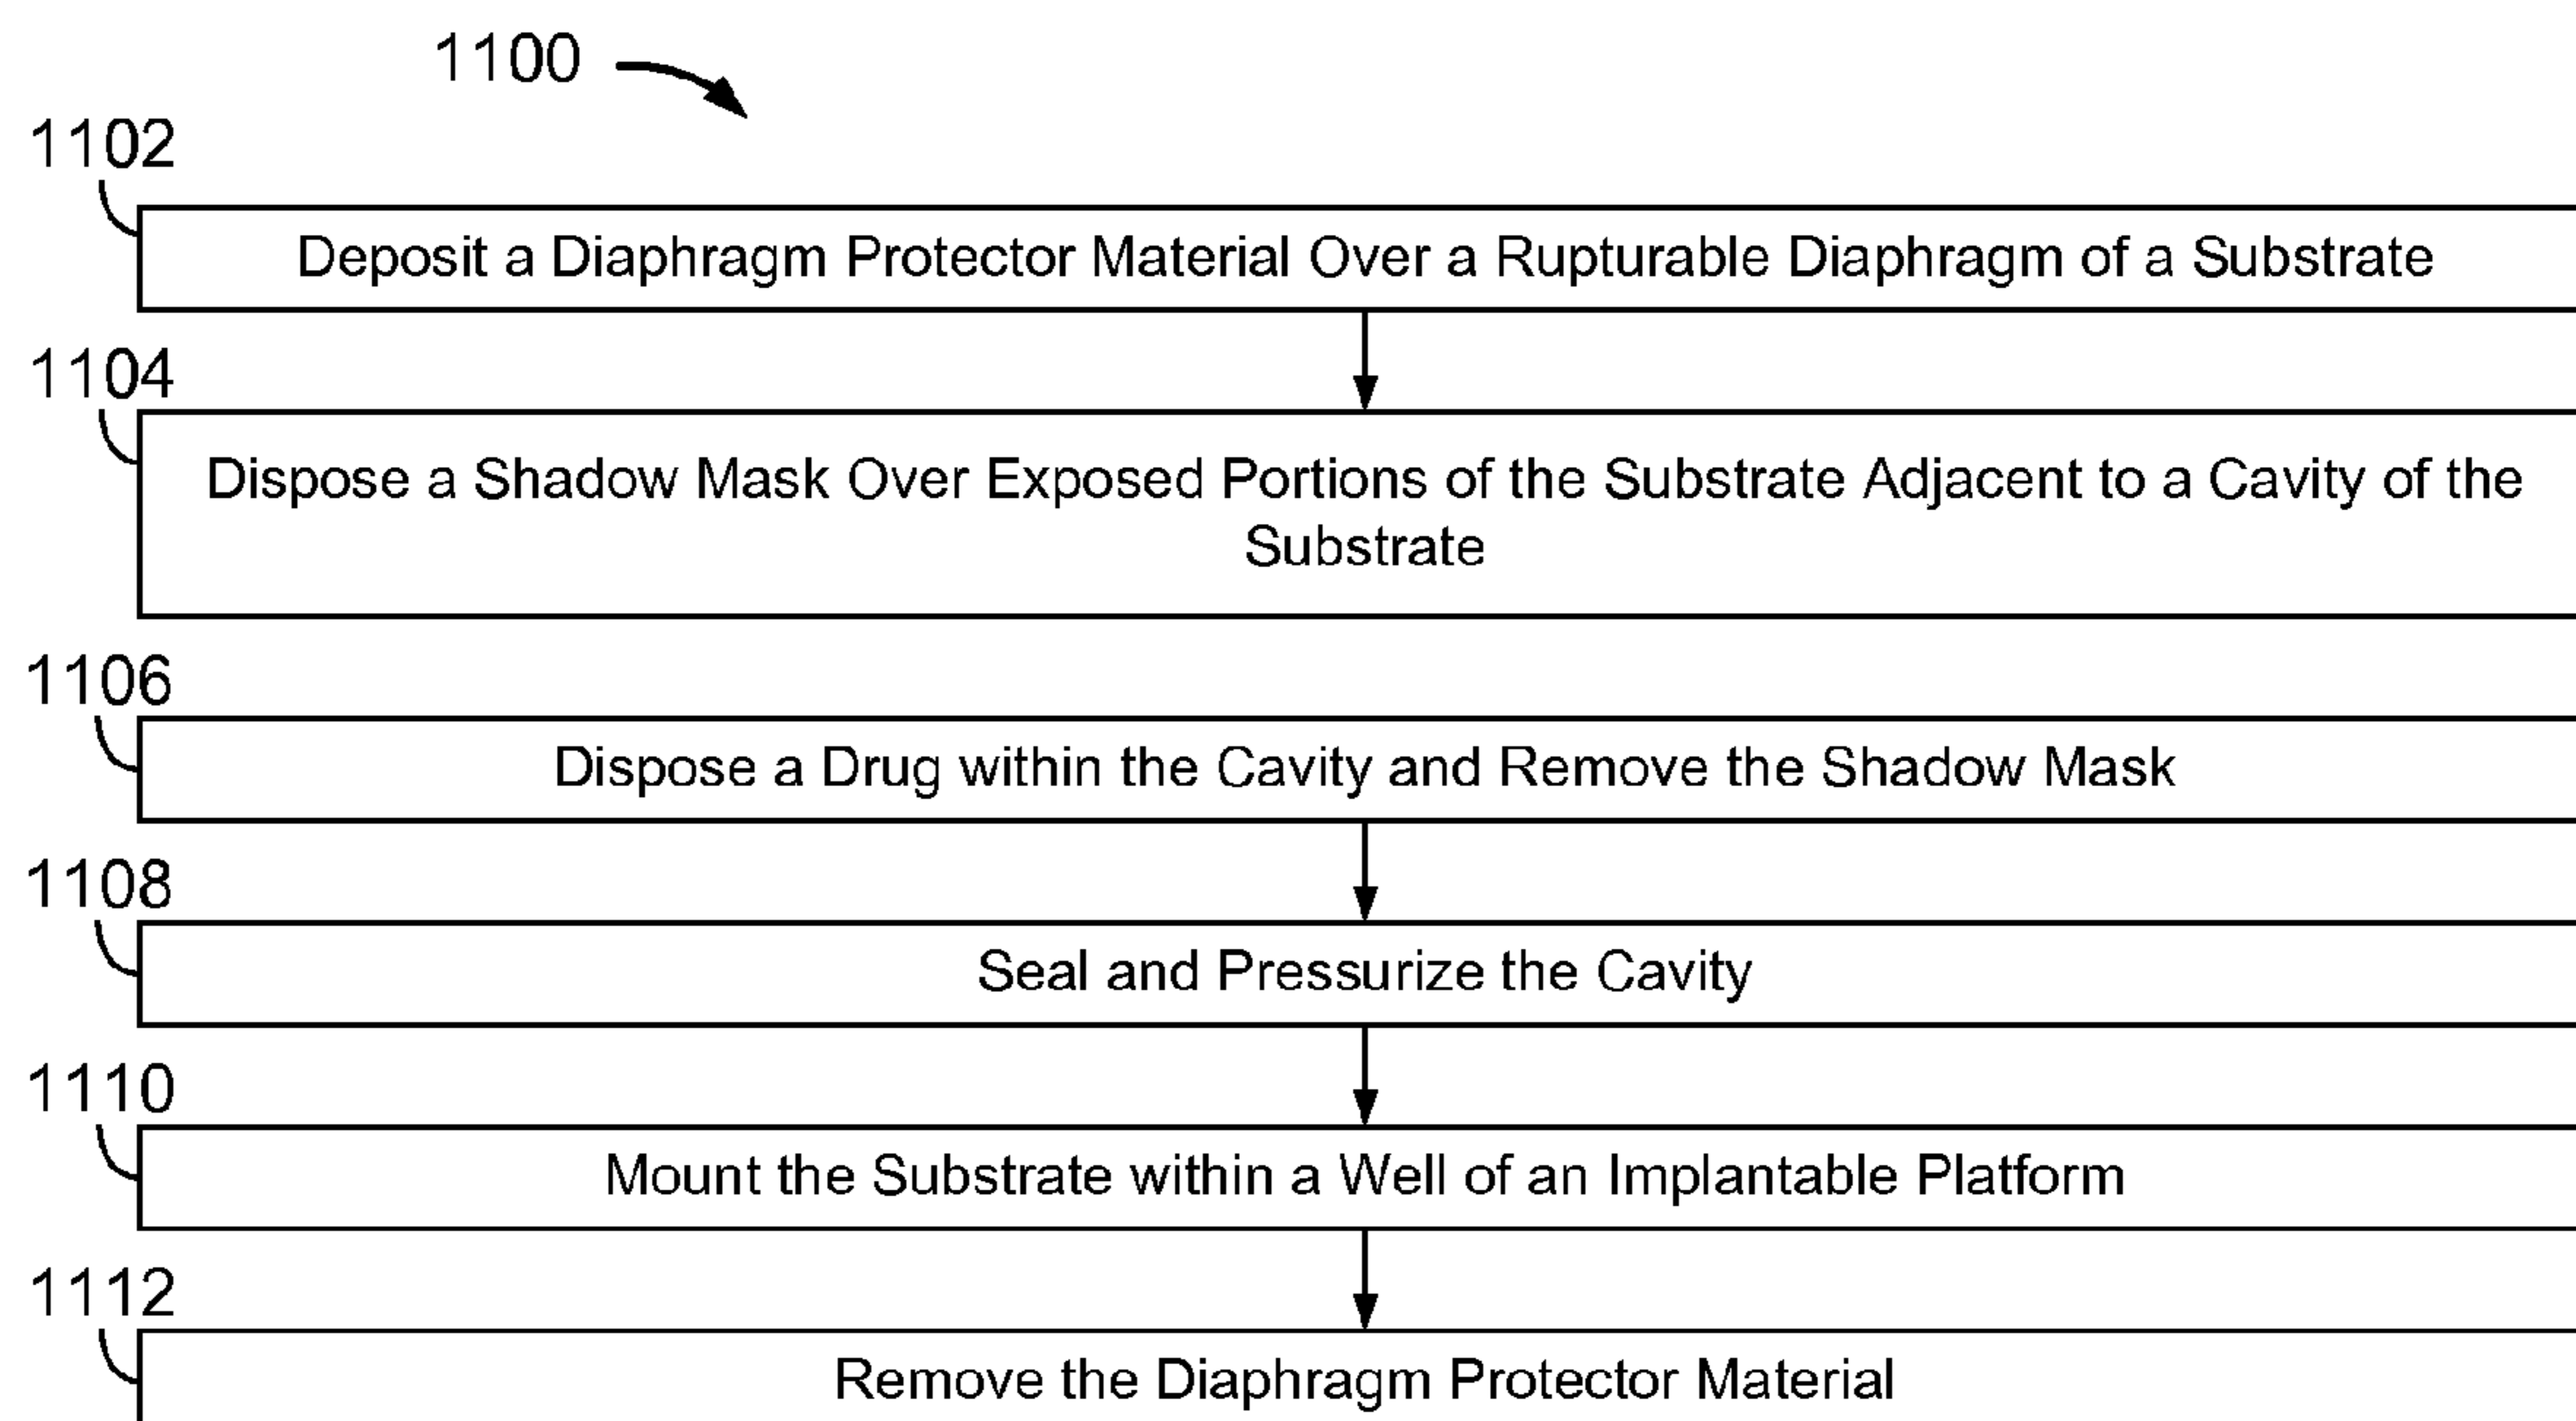 1100
1102
Deposit a Diaphragm Protector Material Over a Rupturable Diaphragm of a Substrate
1104
Dispose a Shadow Mask Over Exposed Portions of the Substrate Adjacent to a Cavity of the
Substrate
1106
Dispose a Drug within the Cavity and Remove the Shadow Mask
1108
Seal and Pressurize the Cavity
1110
Mount the Substrate within a Well of an Implantable Platform
1112
Remove the Diaphragm Protector Material